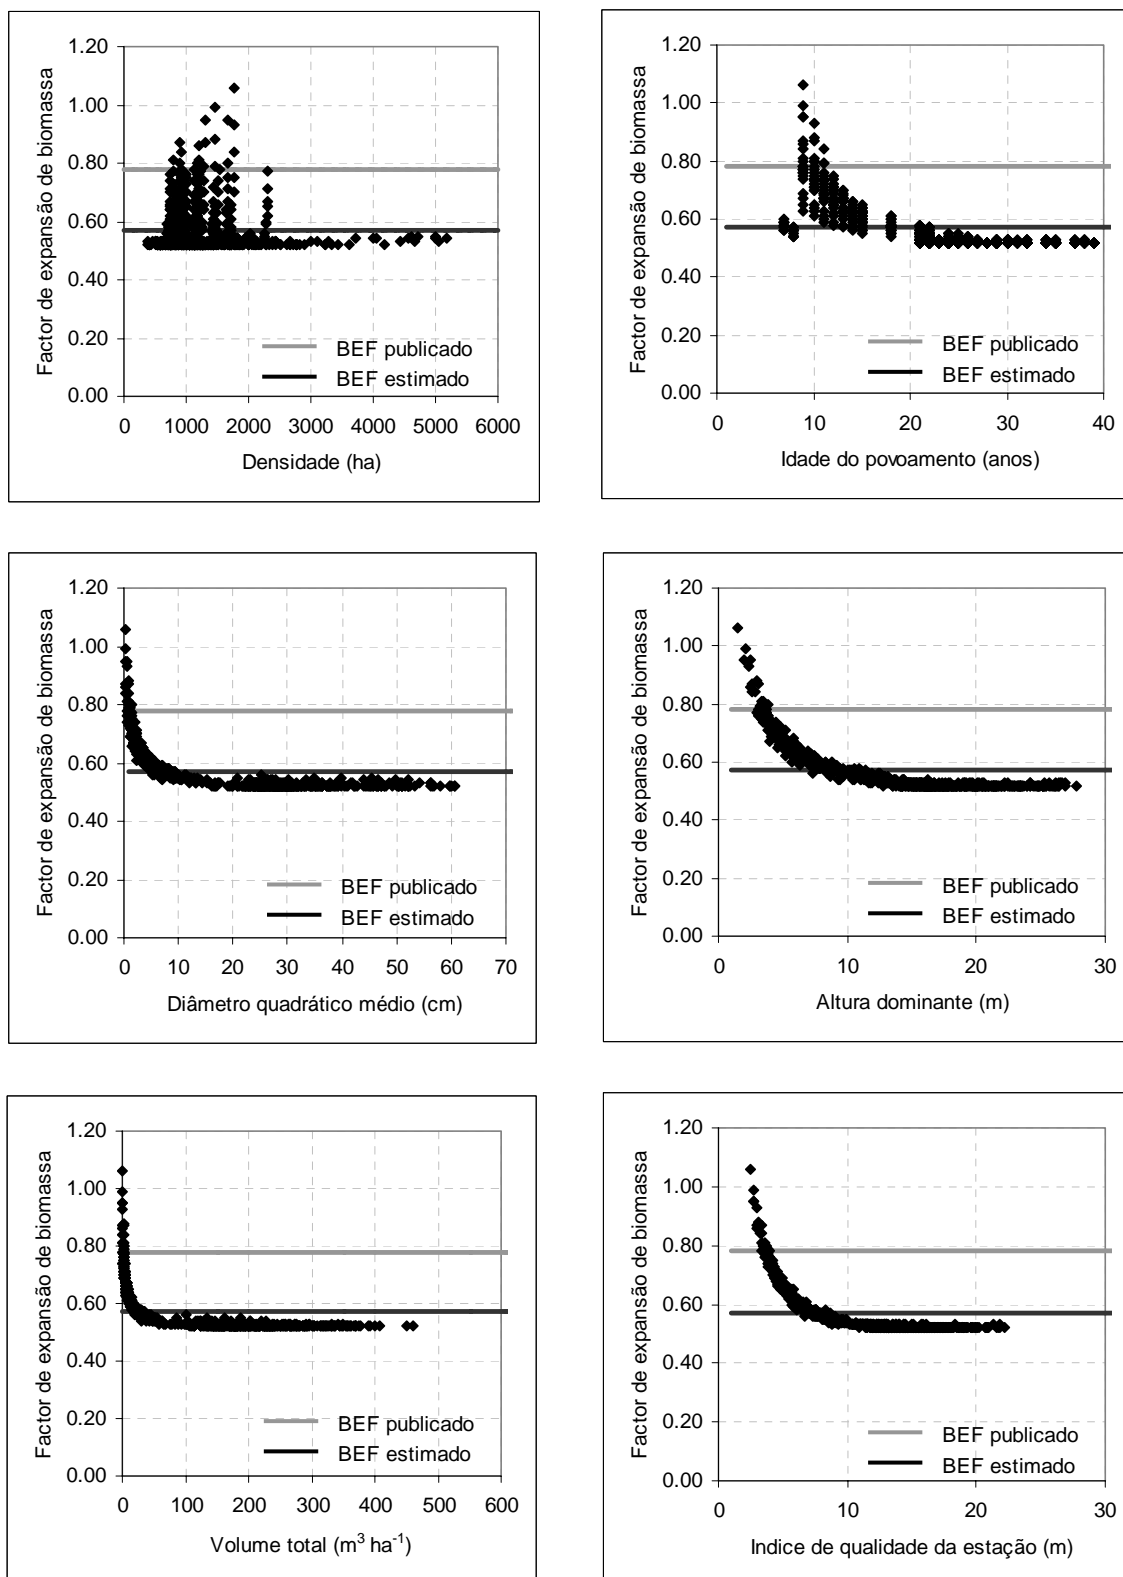 1.20
1.00
0.80
0.60
0.40
0.20
0.00
Factor de expansão de biomassa
BEF publicado
BEF estimado
0 1000 2000 3000 4000 5000 6000
Densidade (ha)
1.20
1.00
0.80
0.60
0.40
0.20
0.00
Factor de expansão de biomassa
BEF publicado
BEF estimado
0 10 20 30 40
Idade do povoamento (anos)
1.20
1.00
0.80
0.60
0.40
0.20
0.00
Factor de expansão de biomassa
BEF publicado
BEF estimado
0 10 20 30 40 50 60 70
Diâmetro quadrático médio (cm)
1.20
1.00
0.80
0.60
0.40
0.20
0.00
Factor de expansão de biomassa
BEF publicado
BEF estimado
0 10 20 30
Altura dominante (m)
1.20
1.00
0.80
0.60
0.40
0.20
0.00
Factor de expansão de biomassa
BEF publicado
BEF estimado
0 100 200 300 400 500 600
Volume total (m³ ha⁻¹)
1.20
1.00
0.80
0.60
0.40
0.20
0.00
Factor de expansão de biomassa
BEF publicado
BEF estimado
0 10 20 30
Indice de qualidade da estação (m)